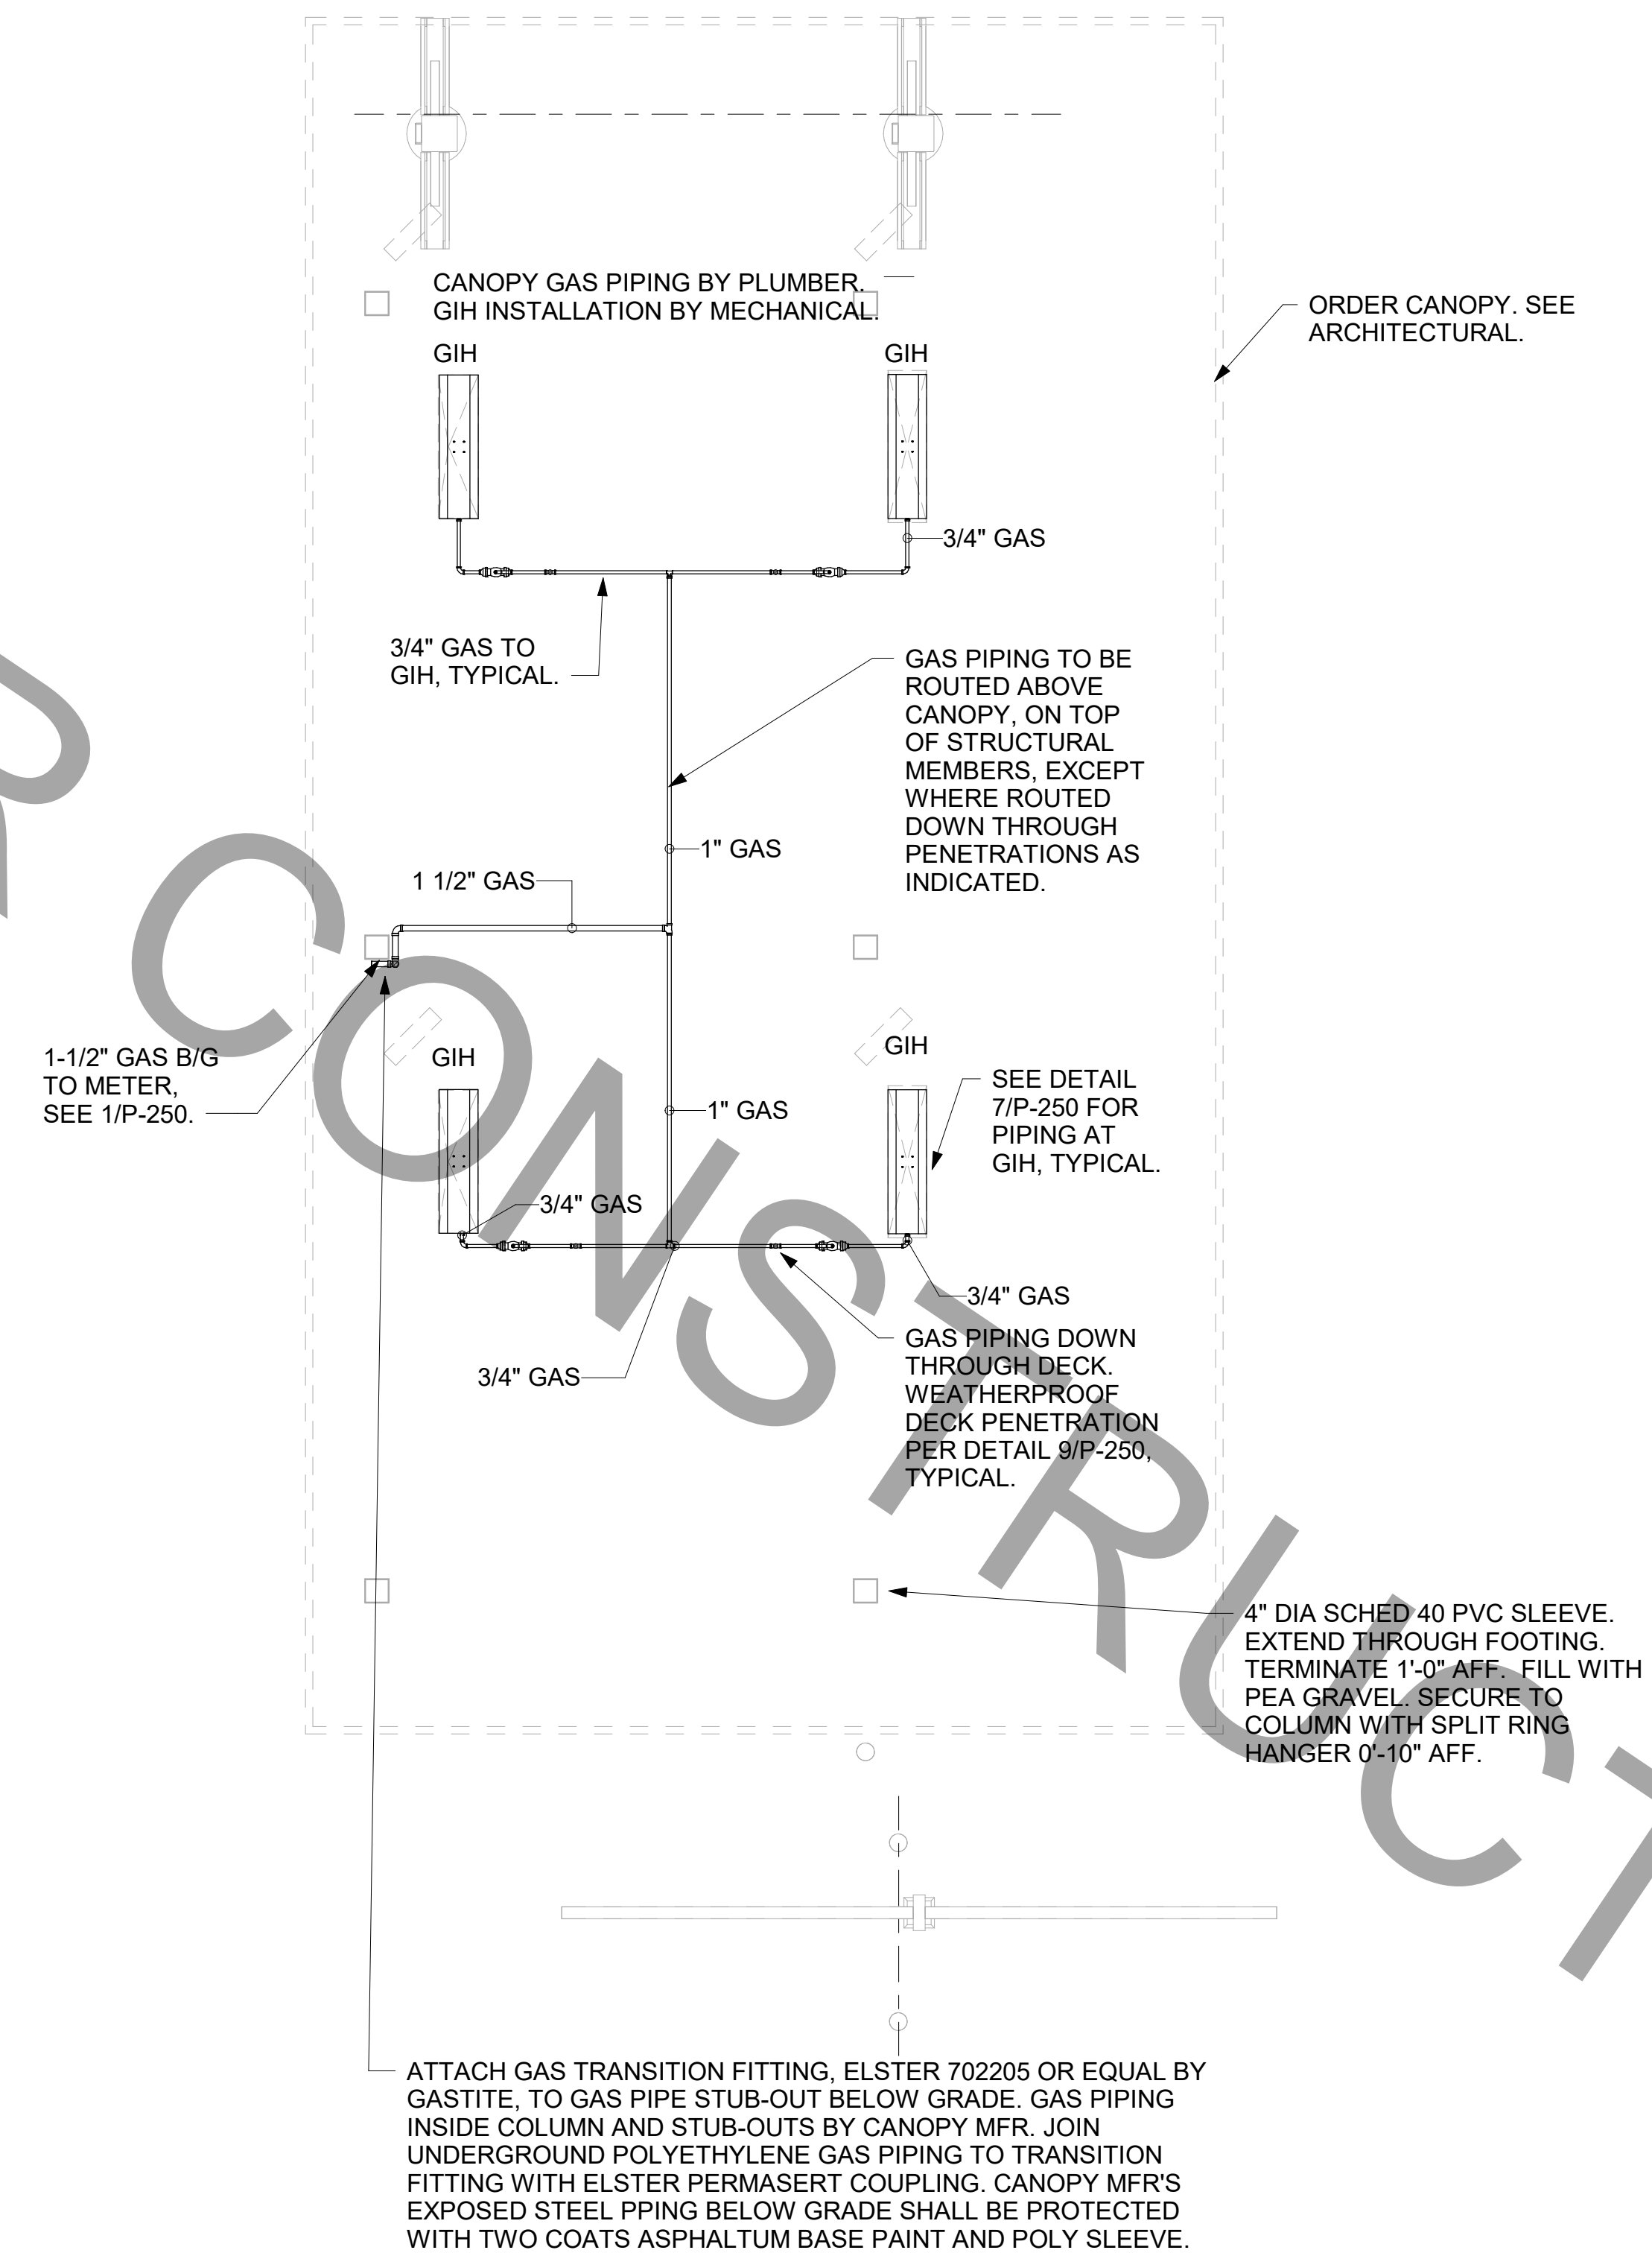 CANOPY GAS PIPING BY PLUMBER.
GIH INSTALLATION BY MECHANICAL.
ORDER CANOPY. SEE
ARCHITECTURAL.
GIH
GIH
3/4" GAS
3/4" GAS TO
GIH, TYPICAL.
GAS PIPING TO BE
ROUTED ABOVE
CANOPY, ON TOP
OF STRUCTURAL
MEMBERS, EXCEPT
WHERE ROUTED
DOWN THROUGH
PENETRATIONS AS
INDICATED.
1" GAS
1 1/2" GAS
1-1/2" GAS B/G
TO METER,
SEE 1/P-250.
GIH
GIH
SEE DETAIL
7/P-250 FOR
PIPING AT
GIH, TYPICAL.
1" GAS
3/4" GAS
3/4" GAS
3/4" GAS
GAS PIPING DOWN
THROUGH DECK.
WEATHERPROOF
DECK PENETRATION
PER DETAIL 9/P-250,
TYPICAL.
4" DIA SCHED 40 PVC SLEEVE.
EXTEND THROUGH FOOTING.
TERMINATE 1'-0" AFF.  FILL WITH
PEA GRAVEL. SECURE TO
COLUMN WITH SPLIT RING
HANGER 0'-10" AFF.
ATTACH GAS TRANSITION FITTING, ELSTER 702205 OR EQUAL BY
GASTITE, TO GAS PIPE STUB-OUT BELOW GRADE. GAS PIPING
INSIDE COLUMN AND STUB-OUTS BY CANOPY MFR. JOIN
UNDERGROUND POLYETHYLENE GAS PIPING TO TRANSITION
FITTING WITH ELSTER PERMASERT COUPLING. CANOPY MFR'S
EXPOSED STEEL PPING BELOW GRADE SHALL BE PROTECTED
WITH TWO COATS ASPHALTUM BASE PAINT AND POLY SLEEVE.
R CONSTRUCT